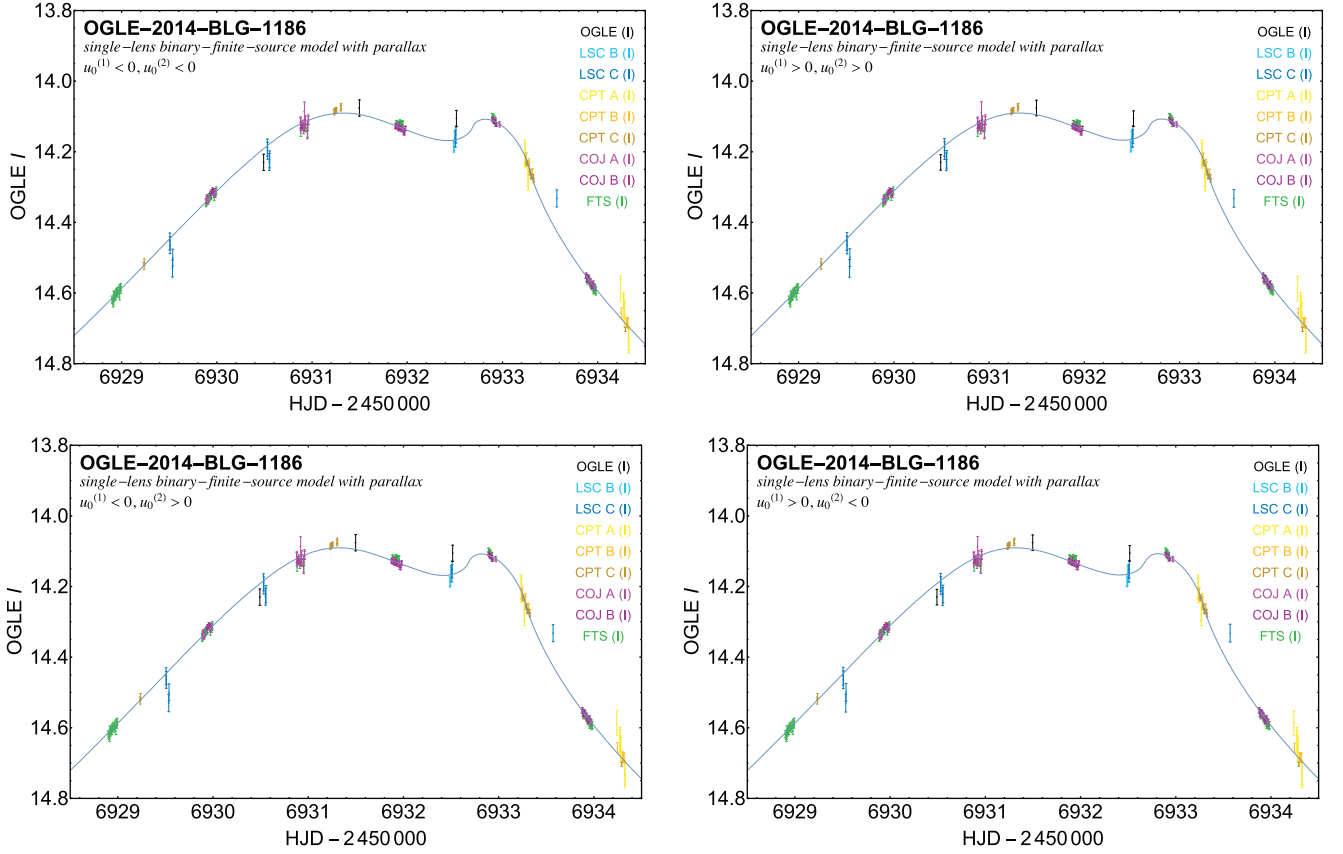 OGLE−2014−BLG−1186
single−lens binary−finite−source model with parallax
u0(1) < 0, u0(2) < 0
OGLE (I)
LSC B (I)
LSC C (I)
CPT A (I)
CPT B (I)
CPT C (I)
COJ A (I)
COJ B (I)
FTS (I)
OGLE I
13.8
14.0
14.2
14.4
14.6
14.8
6929 6930 6931 6932 6933 6934
HJD − 2 450 000
OGLE−2014−BLG−1186
single−lens binary−finite−source model with parallax
u0(1) > 0, u0(2) > 0
OGLE (I)
LSC B (I)
LSC C (I)
CPT A (I)
CPT B (I)
CPT C (I)
COJ A (I)
COJ B (I)
FTS (I)
OGLE I
13.8
14.0
14.2
14.4
14.6
14.8
6929 6930 6931 6932 6933 6934
HJD − 2 450 000
OGLE−2014−BLG−1186
single−lens binary−finite−source model with parallax
u0(1) < 0, u0(2) > 0
OGLE (I)
LSC B (I)
LSC C (I)
CPT A (I)
CPT B (I)
CPT C (I)
COJ A (I)
COJ B (I)
FTS (I)
OGLE I
13.8
14.0
14.2
14.4
14.6
14.8
6929 6930 6931 6932 6933 6934
HJD − 2 450 000
OGLE−2014−BLG−1186
single−lens binary−finite−source model with parallax
u0(1) > 0, u0(2) < 0
OGLE (I)
LSC B (I)
LSC C (I)
CPT A (I)
CPT B (I)
CPT C (I)
COJ A (I)
COJ B (I)
FTS (I)
OGLE I
13.8
14.0
14.2
14.4
14.6
14.8
6929 6930 6931 6932 6933 6934
HJD − 2 450 000